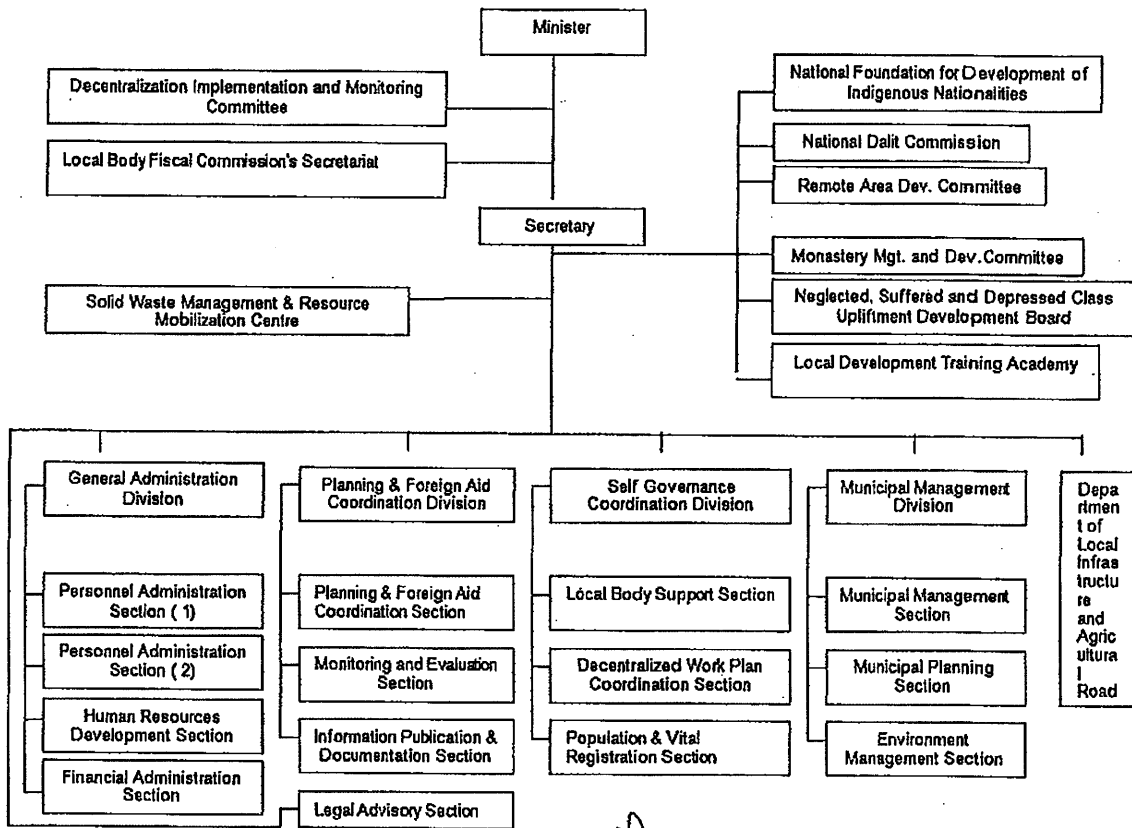 Minister
Decentralization Implementation and Monitoring
Committee
Local Body Fiscal Commission's Secretariat
National Foundation for Development of
Indigenous Nationalities
National Dalit Commission
Remote Area Dev. Committee
Secretary
Monastery Mgt. and Dev. Committee
Neglected, Suffered and Depressed Class
Upliftment Development Board
Local Development Training Academy
Solid Waste Management & Resource
Mobilization Centre
General Administration
Division
Personnel Administration
Section ( 1)
Personnel Administration
Section ( 2)
Human Resources
Development Section
Financial Administration
Section
Planning & Foreign Aid
Coordination Division
Planning & Foreign Aid
Coordination Section
Monitoring and Evaluation
Section
Information Publication &
Documentation Section
Legal Advisory Section
Self Governance
Coordination Division
Local Body Support Section
Decentralized Work Plan
Coordination Section
Population & Vital
Registration Section
Municipal Management
Division
Municipal Management
Section
Municipal Planning
Section
Environment
Management Section
Depa
rtmen
t of
Local
Infras
tructu
re
and
Agric
ultura
l
Road